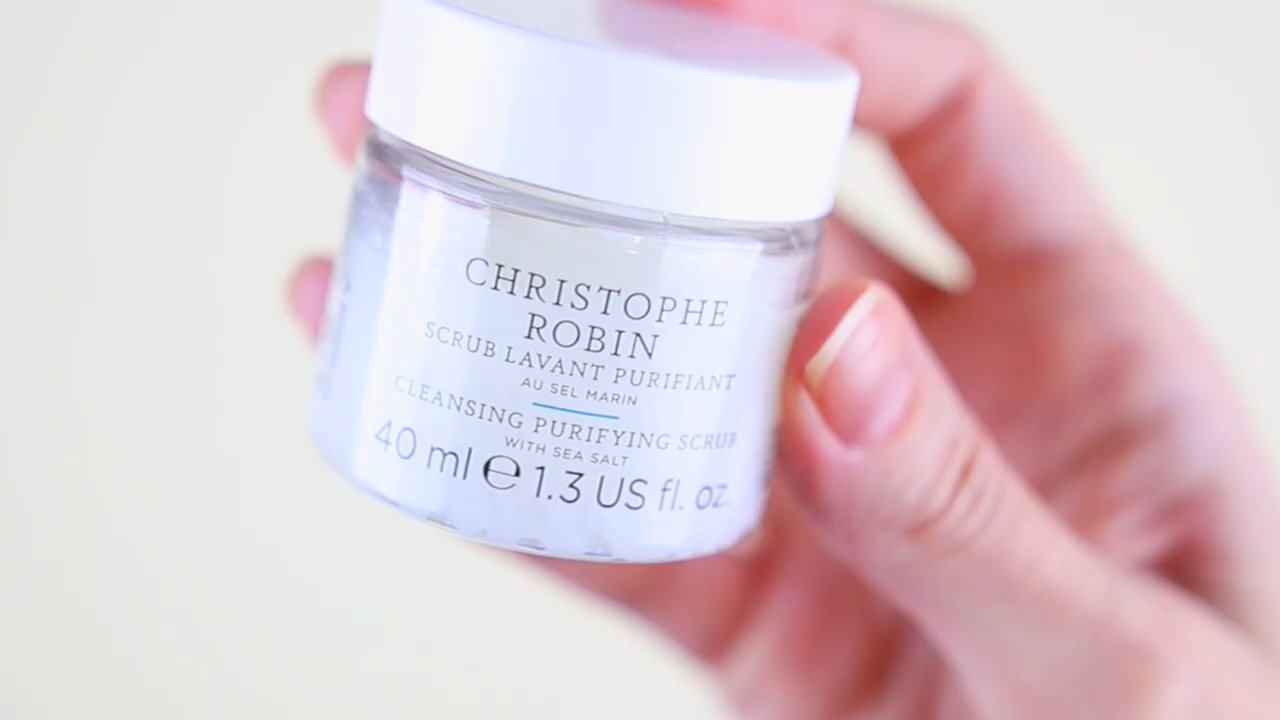 CHRISTOPHE
ROBIN
SCRUB LAVANT PURIFIANT
AU SEL MARIN
CLEANSING PURIFYING SCRUB
WITH SEA SALT
40 ml ℮ 1.3 US fl. oz.